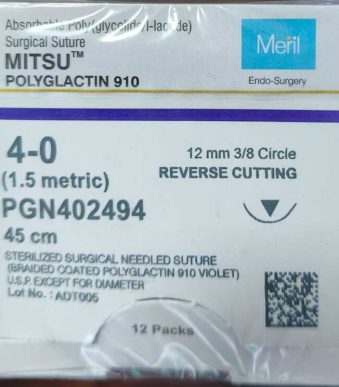 Absorbable Poly(glycolide/l-lactide)
Surgical Suture
MITSU™
POLYGLACTIN 910
Meril
Endo-Surgery
4-0
(1.5 metric)
PGN402494
45 cm
12 mm 3/8 Circle
REVERSE CUTTING
STERILIZED SURGICAL NEEDLED SUTURE
(BRAIDED COATED POLYGLACTIN 910 VIOLET)
U.S.P. EXCEPT FOR DIAMETER
Lot No. : ADT005
12 Packs